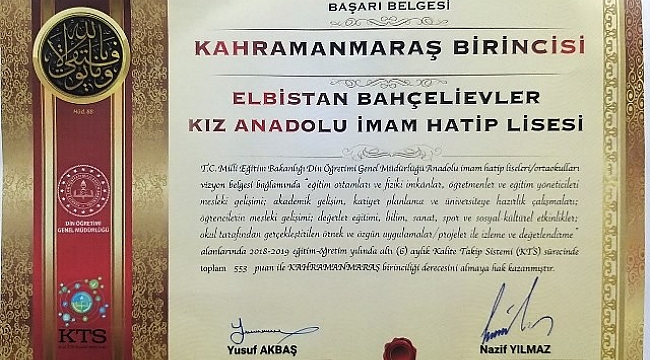 BAŞARI BELGESİ
KAHRAMANMARAŞ BİRİNCİSİ
ELBİSTAN BAHÇELİEVLER
KIZ ANADOLU İMAM HATİP LİSESİ
T.C. Milli Eğitim Bakanlığı Din Öğretimi Genel Müdürlüğü Anadolu imam hatip liseleri/ortaokulları
vizyon belgesi bağlamında "eğitim ortamları ve fiziki imkânlar, öğretmenler ve eğitim yöneticileri
mesleki gelişimi; akademik gelişim, kariyer planlama ve üniversiteye hazırlık çalışmaları;
öğrencilerin mesleki gelişimi; değerler eğitimi, bilim, sanat, spor ve sosyal-kültürel etkinlikler;
okul tarafından gerçekleştirilen örnek ve özgün uygulamalar/projeler ile izleme ve değerlendirme"
alanlarında 2018-2019 eğitim-öğretim yılında altı (6) aylık Kalite Takip Sistemi (KTS) sürecinde
toplam 553 puan ile KAHRAMANMARAŞ birinciliği derecesini almaya hak kazanmıştır.
Yusuf AKBAŞ
Nazif YILMAZ
Hûd, 88
DİN ÖĞRETİMİ
GENEL MÜDÜRLÜĞÜ
KTS